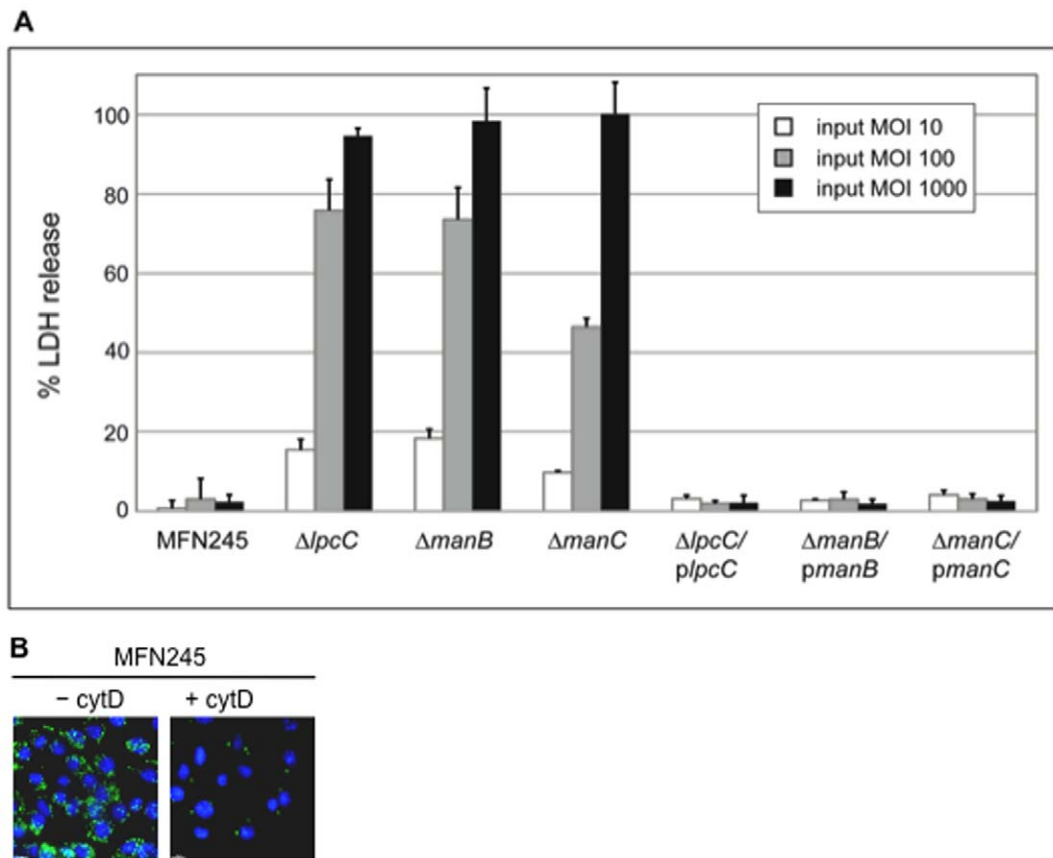 A
% LDH release
100
80
60
40
20
0
input MOI 10
input MOI 100
input MOI 1000
MFN245 ΔlpcC ΔmanB ΔmanC ΔlpcC/ ΔmanB/ ΔmanC/
plpcC pmanB pmanC
B
MFN245
− cytD + cytD